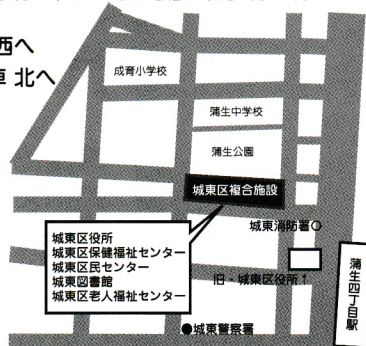 西へ
車 北へ
成育小学校
蒲生中学校
蒲生公園
城東区複合施設
城東消防署○
城東区役所
城東区保健福祉センター
城東区民センター
城東図書館
城東区老人福祉センター
旧・城東区役所↑
蒲生四丁目駅
●城東警察署